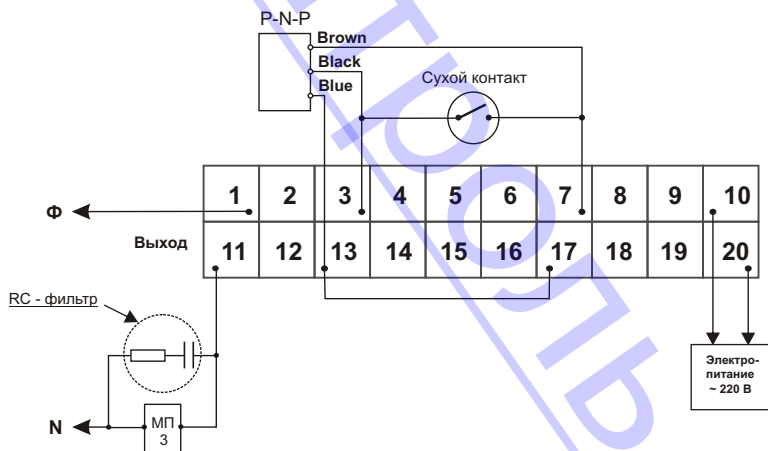 P-N-P
Brown
Black
Blue
Сухой контакт
1 2 3 4 5 6 7 8 9 10
Ф
Выход
11 12 13 14 15 16 17 18 19 20
RC - фильтр
Электро-
питание
~ 220 В
N
МП
3